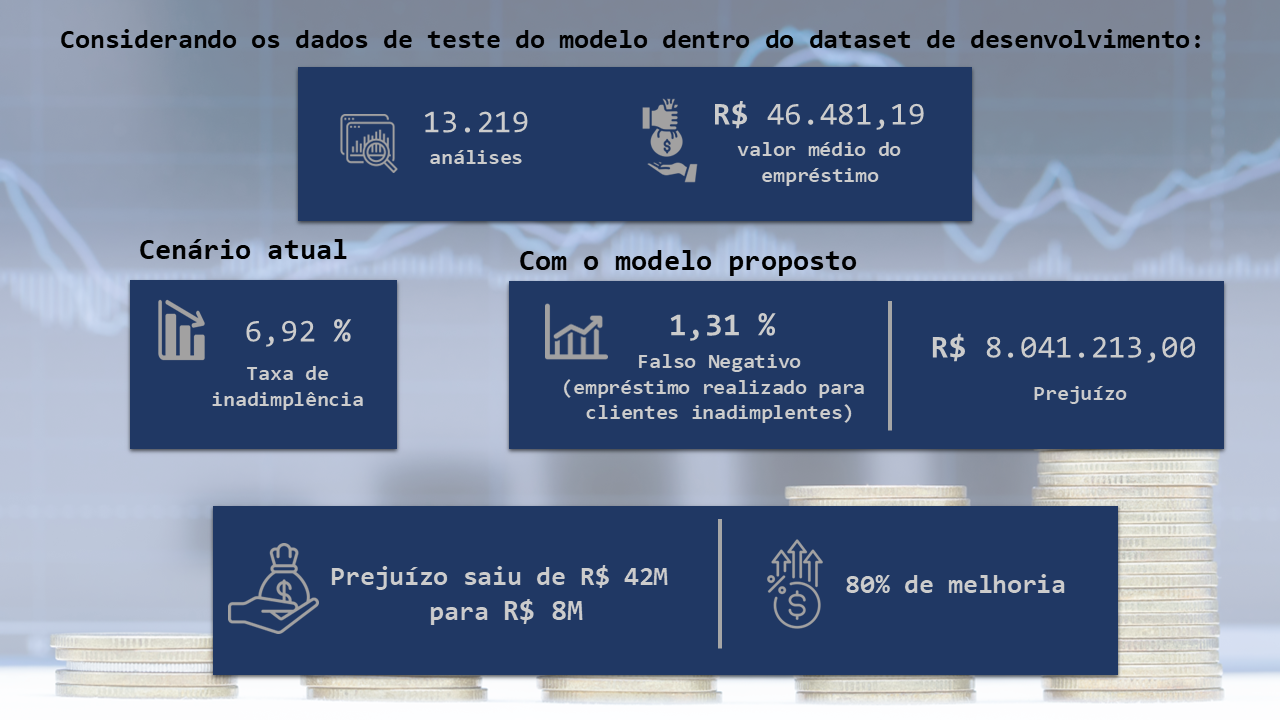 Considerando os dados de teste do modelo dentro do dataset de desenvolvimento:
13.219
análises
R$ 46.481,19
valor médio do
empréstimo
Cenário atual
6,92 %
Taxa de
inadimplência
Com o modelo proposto
1,31 %
Falso Negativo
(empréstimo realizado para
clientes inadimplentes)
R$ 8.041.213,00
Prejuízo
Prejuízo saiu de R$ 42M
para R$ 8M
80% de melhoria